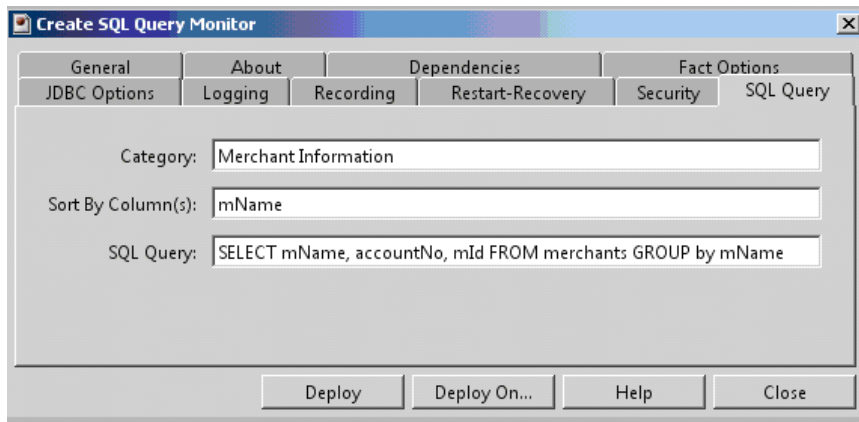 Create SQL Query Monitor
General About Dependencies Fact Options
JDBC Options Logging Recording Restart-Recovery Security SQL Query
Category: Merchant Information
Sort By Column(s): mName
SQL Query: SELECT mName, accountNo, mId FROM merchants GROUP by mName
Deploy Deploy On... Help Close